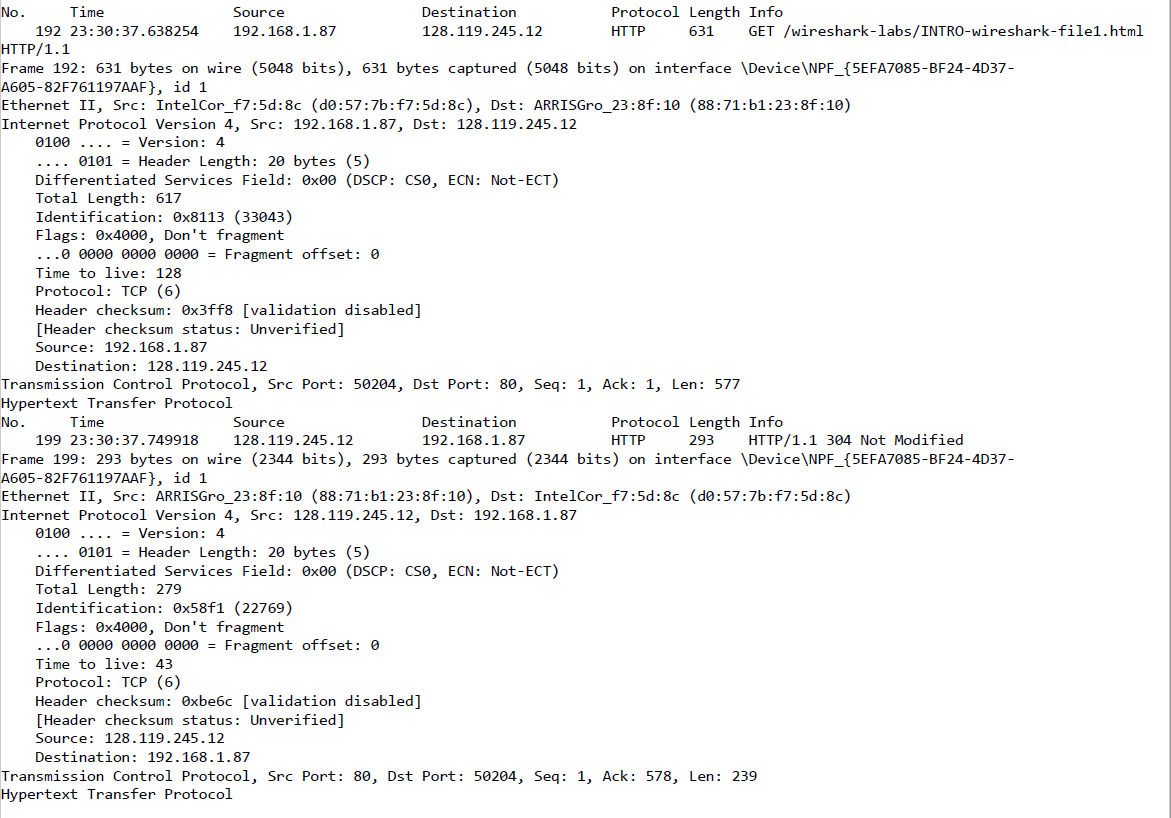 No.     Time               Source                Destination           Protocol Length Info
    192 23:30:37.638254    192.168.1.87          128.119.245.12        HTTP     631    GET /wireshark-labs/INTRO-wireshark-file1.html
HTTP/1.1
Frame 192: 631 bytes on wire (5048 bits), 631 bytes captured (5048 bits) on interface \Device\NPF_{5EFA7085-BF24-4D37-
A605-82F761197AAF}, id 1
Ethernet II, Src: IntelCor_f7:5d:8c (d0:57:7b:f7:5d:8c), Dst: ARRISGro_23:8f:10 (88:71:b1:23:8f:10)
Internet Protocol Version 4, Src: 192.168.1.87, Dst: 128.119.245.12
    0100 .... = Version: 4
    .... 0101 = Header Length: 20 bytes (5)
    Differentiated Services Field: 0x00 (DSCP: CS0, ECN: Not-ECT)
    Total Length: 617
    Identification: 0x8113 (33043)
    Flags: 0x4000, Don't fragment
    ...0 0000 0000 0000 = Fragment offset: 0
    Time to live: 128
    Protocol: TCP (6)
    Header checksum: 0x3ff8 [validation disabled]
    [Header checksum status: Unverified]
    Source: 192.168.1.87
    Destination: 128.119.245.12
Transmission Control Protocol, Src Port: 50204, Dst Port: 80, Seq: 1, Ack: 1, Len: 577
Hypertext Transfer Protocol
No.     Time               Source                Destination           Protocol Length Info
    199 23:30:37.749918    128.119.245.12        192.168.1.87          HTTP     293    HTTP/1.1 304 Not Modified
Frame 199: 293 bytes on wire (2344 bits), 293 bytes captured (2344 bits) on interface \Device\NPF_{5EFA7085-BF24-4D37-
A605-82F761197AAF}, id 1
Ethernet II, Src: ARRISGro_23:8f:10 (88:71:b1:23:8f:10), Dst: IntelCor_f7:5d:8c (d0:57:7b:f7:5d:8c)
Internet Protocol Version 4, Src: 128.119.245.12, Dst: 192.168.1.87
    0100 .... = Version: 4
    .... 0101 = Header Length: 20 bytes (5)
    Differentiated Services Field: 0x00 (DSCP: CS0, ECN: Not-ECT)
    Total Length: 279
    Identification: 0x58f1 (22769)
    Flags: 0x4000, Don't fragment
    ...0 0000 0000 0000 = Fragment offset: 0
    Time to live: 43
    Protocol: TCP (6)
    Header checksum: 0xbe6c [validation disabled]
    [Header checksum status: Unverified]
    Source: 128.119.245.12
    Destination: 192.168.1.87
Transmission Control Protocol, Src Port: 80, Dst Port: 50204, Seq: 1, Ack: 578, Len: 239
Hypertext Transfer Protocol